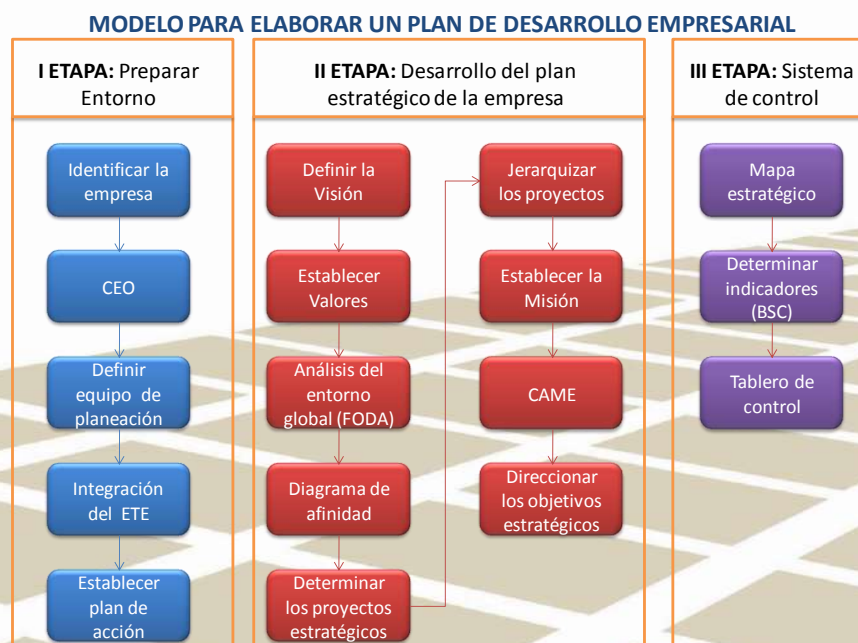 MODELO PARA ELABORAR UN PLAN DE DESARROLLO EMPRESARIAL
I ETAPA: Preparar
Entorno
Identificar la
empresa
CEO
Definir
equipo de
planeación
Integración
del ETE
Establecer
plan de
acción
II ETAPA: Desarrollo del plan
estratégico de la empresa
Definir la
Visión
Establecer
Valores
Análisis del
entorno
global (FODA)
Diagrama de
afinidad
Determinar
los proyectos
estratégicos
Jerarquizar
los proyectos
Establecer la
Misión
CAME
Direccionar
los objetivos
estratégicos
III ETAPA: Sistema
de control
Mapa
estratégico
Determinar
indicadores
(BSC)
Tablero de
control